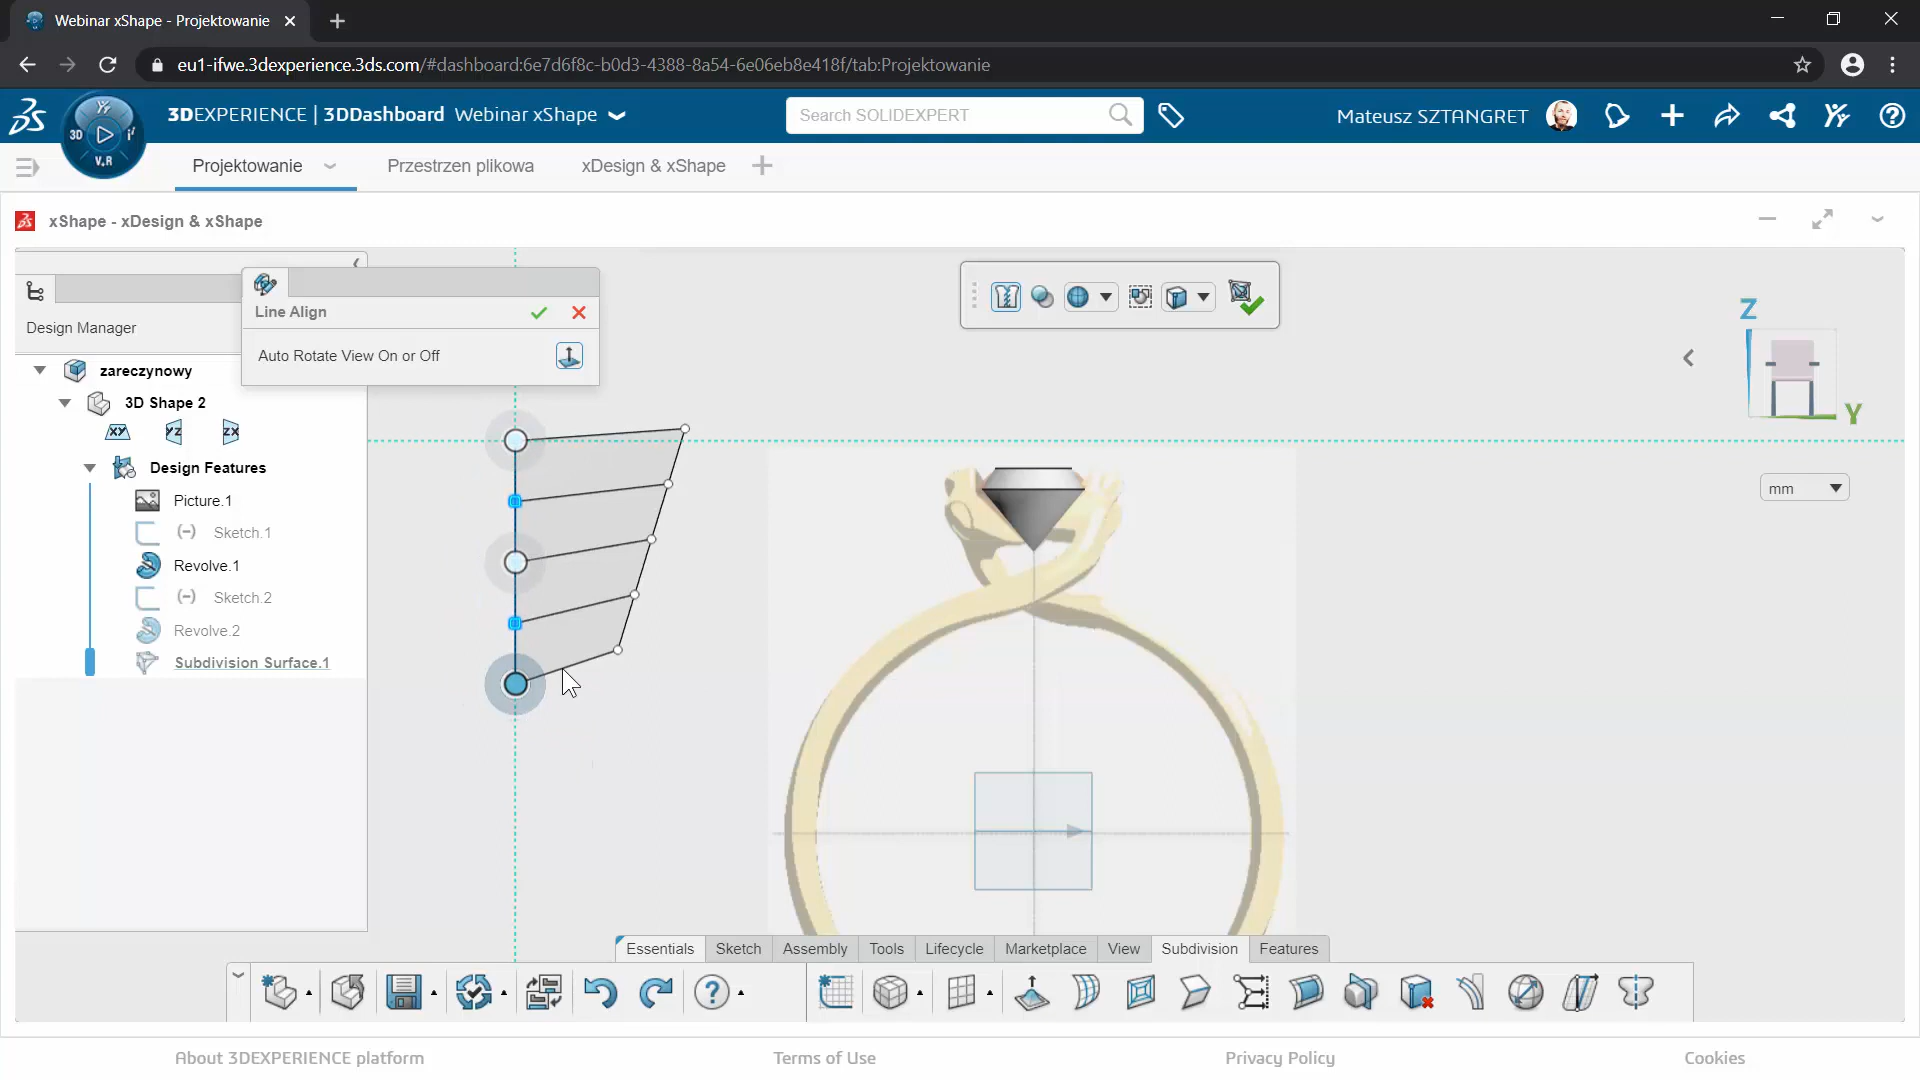 Webinar xShape - Projektowanie
eu1-ifwe.3dexperience.3ds.com/#dashboard:6e7d6f8c-b0d3-4388-8a54-6e06eb8e418f/tab:Projektowanie
3D
V.R
3DEXPERIENCE | 3DDashboard Webinar xShape
Search SOLIDEXPERT
Mateusz SZTANGRET
Projektowanie
Przestrzen plikowa
xDesign & xShape
xShape - xDesign & xShape
Line Align
Auto Rotate View On or Off
Design Manager
zareczynowy
3D Shape 2
XY
YZ
ZX
Design Features
Picture.1
(-) Sketch.1
Revolve.1
(-) Sketch.2
Revolve.2
Subdivision Surface.1
Z
Y
mm
Essentials
Sketch
Assembly
Tools
Lifecycle
Marketplace
View
Subdivision
Features
About 3DEXPERIENCE platform
Terms of Use
Privacy Policy
Cookies